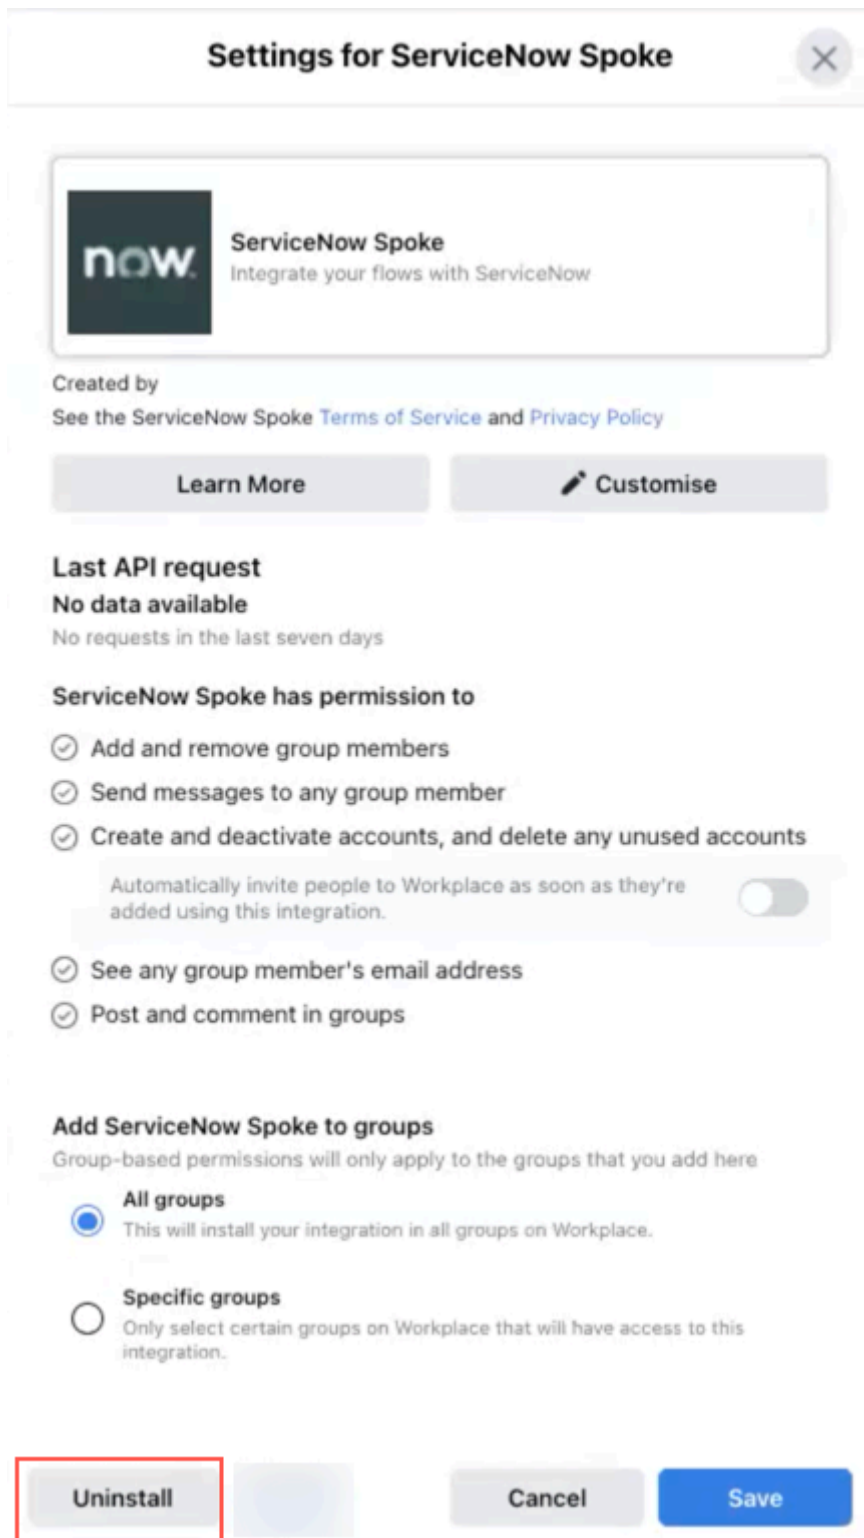 Settings for ServiceNow Spoke
now.
ServiceNow Spoke
Integrate your flows with ServiceNow
Created by
See the ServiceNow Spoke Terms of Service and Privacy Policy
Learn More
Customise
Last API request
No data available
No requests in the last seven days
ServiceNow Spoke has permission to
Add and remove group members
Send messages to any group member
Create and deactivate accounts, and delete any unused accounts
Automatically invite people to Workplace as soon as they're
added using this integration.
See any group member's email address
Post and comment in groups
Add ServiceNow Spoke to groups
Group-based permissions will only apply to the groups that you add here
All groups
This will install your integration in all groups on Workplace.
Specific groups
Only select certain groups on Workplace that will have access to this
integration.
Uninstall
Cancel
Save